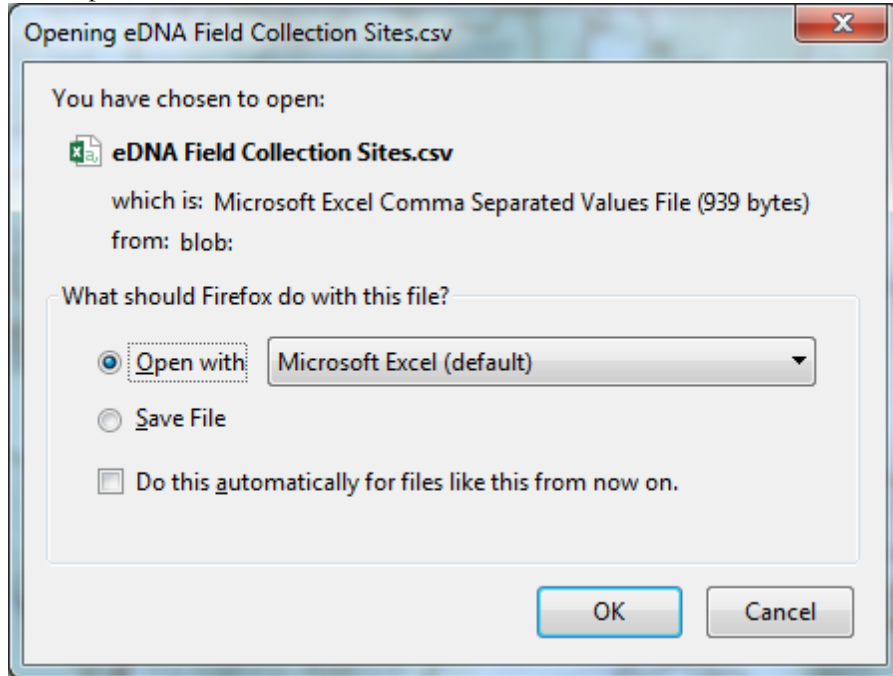 Opening eDNA Field Collection Sites.csv
You have chosen to open:
eDNA Field Collection Sites.csv
which is: Microsoft Excel Comma Separated Values File (939 bytes)
from: blob:
What should Firefox do with this file?
Open with Microsoft Excel (default)
Save File
Do this automatically for files like this from now on.
OK Cancel